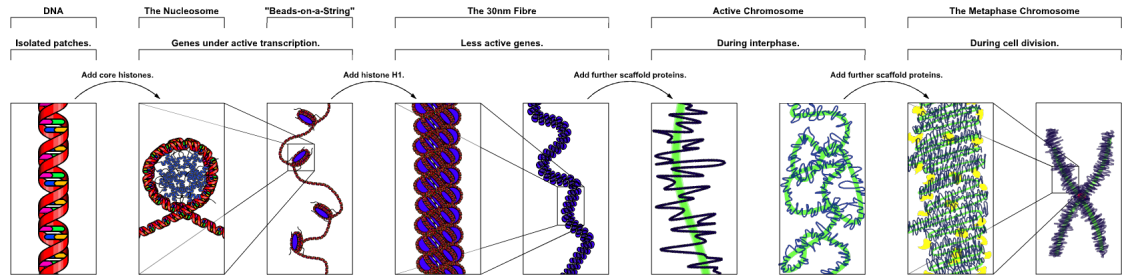 DNA
The Nucleosome
"Beads-on-a-String"
The 30nm Fibre
Active Chromosome
The Metaphase Chromosome
Isolated patches.
Genes under active transcription.
Less active genes.
During interphase.
During cell division.
Add core histones.
Add histone H1.
Add further scaffold proteins.
Add further scaffold proteins.